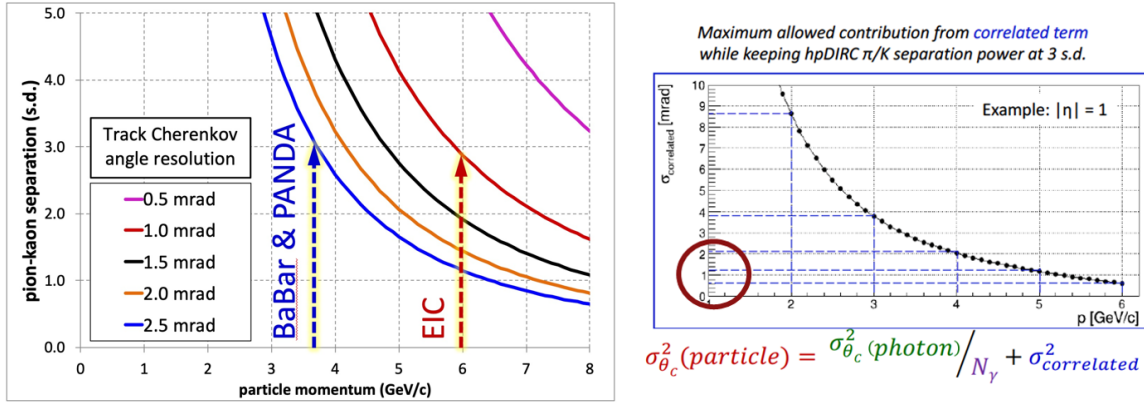 5.0
4.0
3.0
2.0
1.0
0.0
pion-kaon separation (s.d.)
Track Cherenkov
angle resolution
0.5 mrad
1.0 mrad
1.5 mrad
2.0 mrad
2.5 mrad
BaBar & PANDA
EIC
0 1 2 3 4 5 6 7 8
particle momentum (GeV/c)
Maximum allowed contribution from correlated term
while keeping hpDIRC π/K separation power at 3 s.d.
σcorrelated [mrad]
10
9
8
7
6
5
4
3
2
1
0
Example: |η| = 1
1 2 3 4 5 6
p [GeV/c]
σ²θc(particle) = σ²θc(photon)/Nγ + σ²correlated